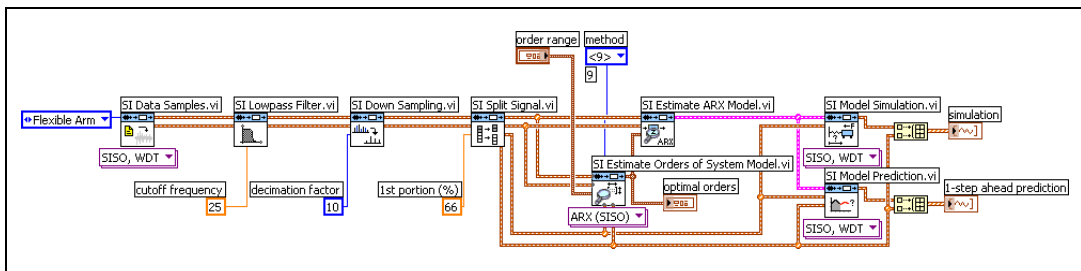 order range
method
<9>
9
SI Data Samples.vi
SI Lowpass Filter.vi
SI Down Sampling.vi
SI Split Signal.vi
SI Estimate ARX Model.vi
SI Model Simulation.vi
simulation
Flexible Arm
ARX
SISO, WDT
SI Estimate Orders of System Model.vi
SISO, WDT
SI Model Prediction.vi
cutoff frequency
decimation factor
1st portion (%)
optimal orders
1-step ahead prediction
25
10
66
ARX (SISO)
SISO, WDT